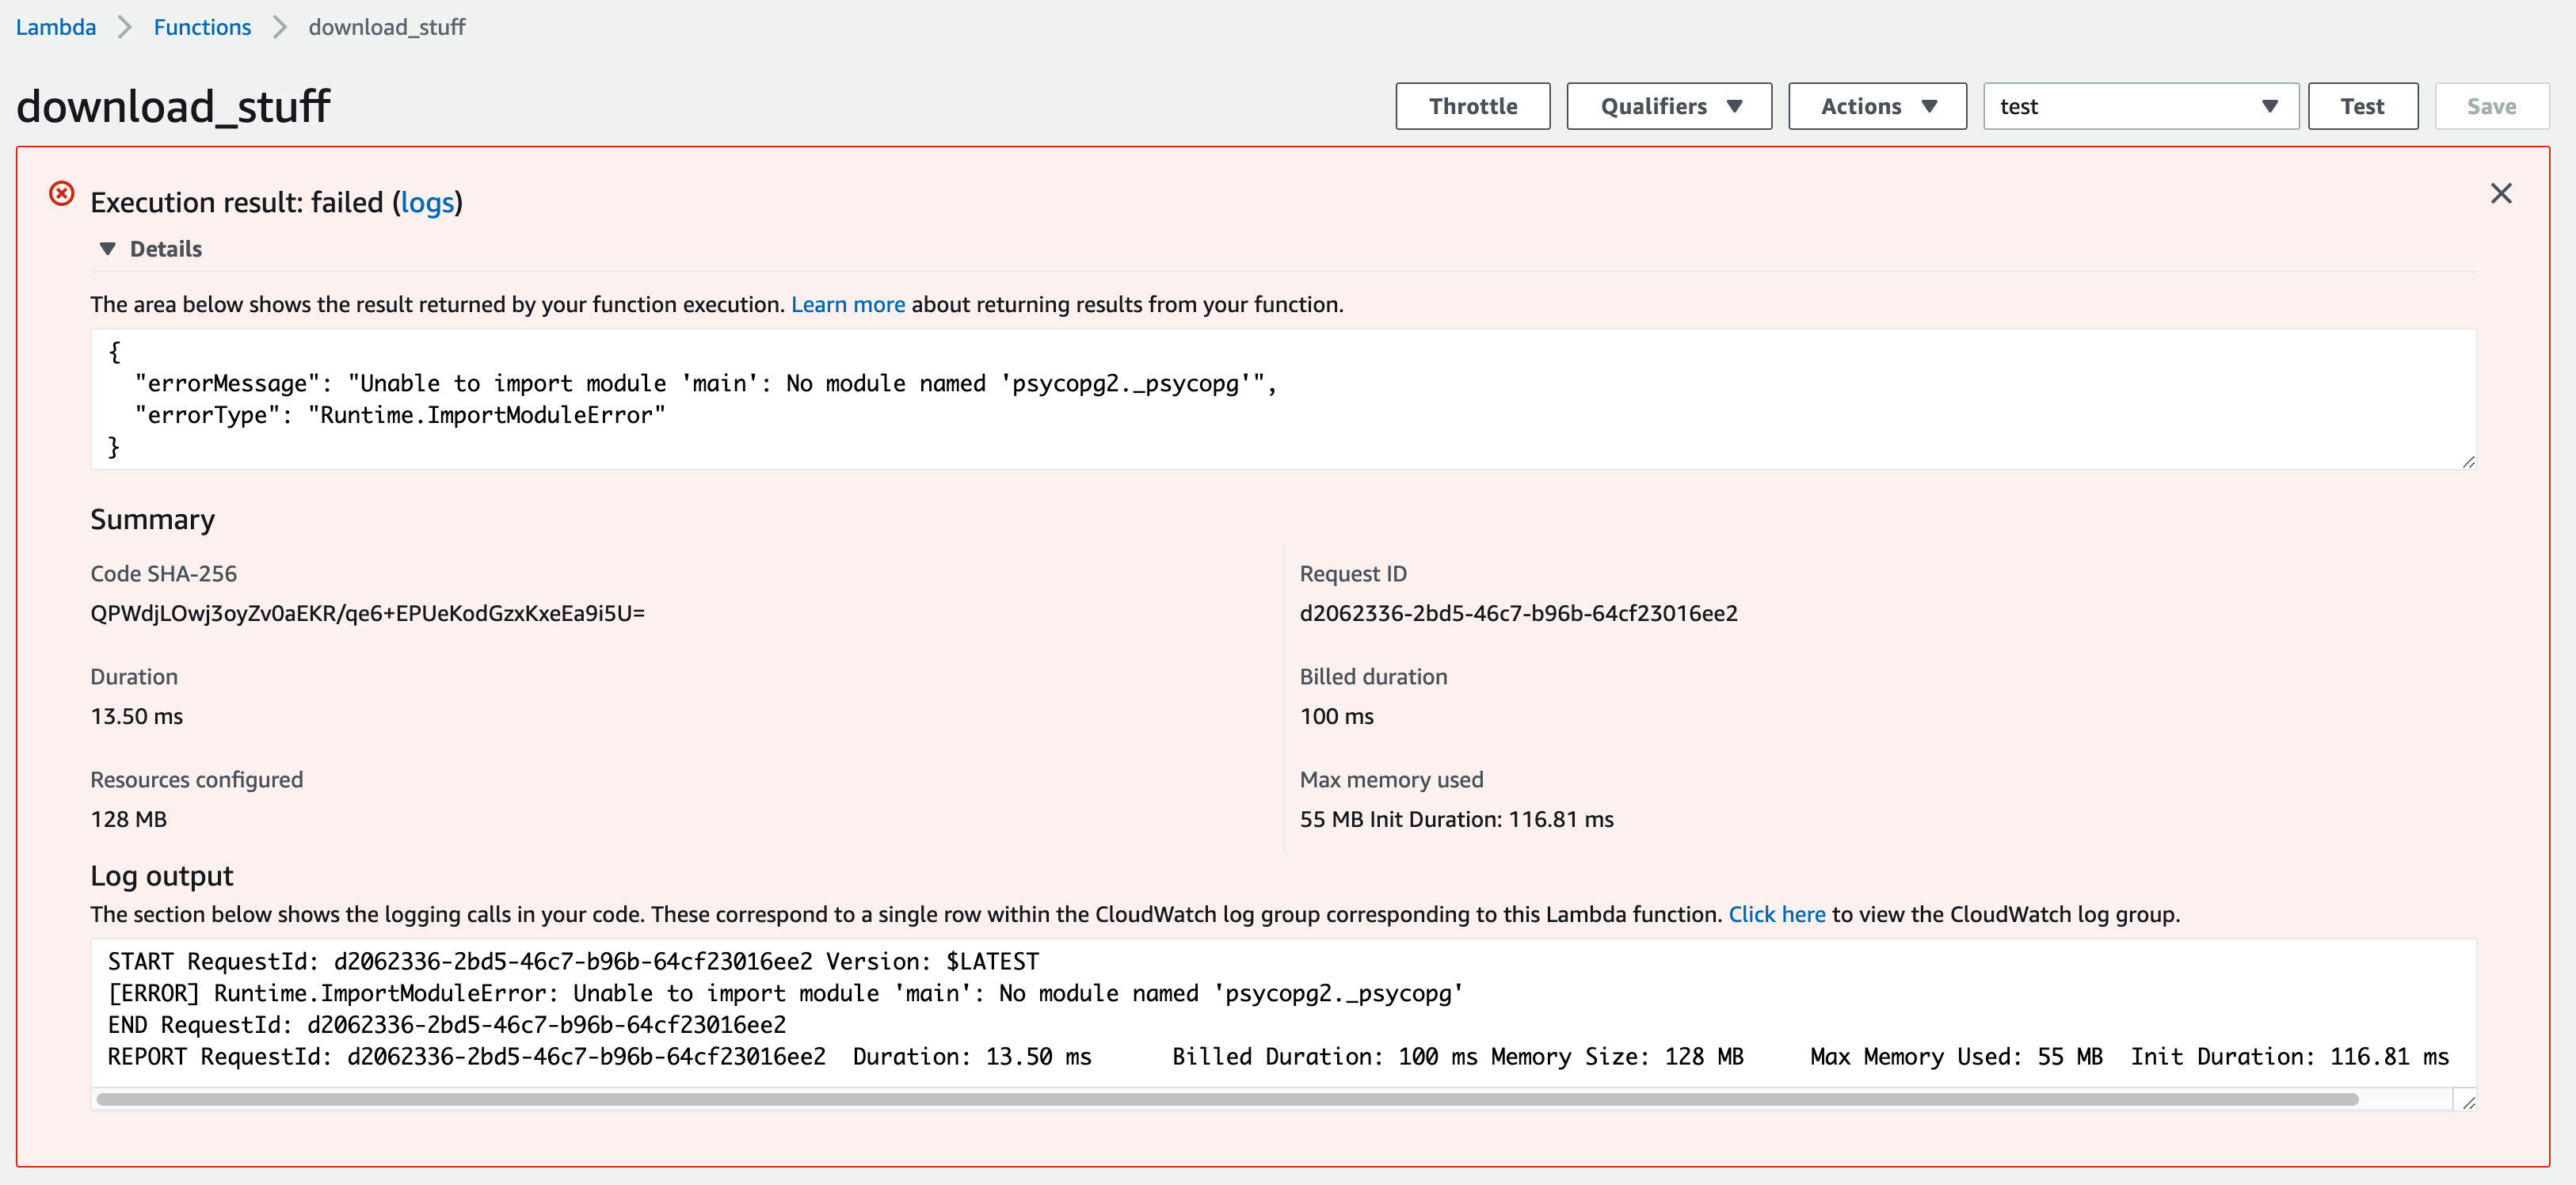 Lambda > Functions > download_stuff
download_stuff
Throttle Qualifiers Actions test Test Save
Execution result: failed (logs)
Details
The area below shows the result returned by your function execution. Learn more about returning results from your function.
{
"errorMessage": "Unable to import module 'main': No module named 'psycopg2._psycopg'",
"errorType": "Runtime.ImportModuleError"
}
Summary
Code SHA-256 Request ID
QPWdjLOwj3oyZv0aEKR/qe6+EPUeKodGzxKxeEa9i5U= d2062336-2bd5-46c7-b96b-64cf23016ee2
Duration Billed duration
13.50 ms 100 ms
Resources configured Max memory used
128 MB 55 MB Init Duration: 116.81 ms
Log output
The section below shows the logging calls in your code. These correspond to a single row within the CloudWatch log group corresponding to this Lambda function. Click here to view the CloudWatch log group.
START RequestId: d2062336-2bd5-46c7-b96b-64cf23016ee2 Version: $LATEST
[ERROR] Runtime.ImportModuleError: Unable to import module 'main': No module named 'psycopg2._psycopg'
END RequestId: d2062336-2bd5-46c7-b96b-64cf23016ee2
REPORT RequestId: d2062336-2bd5-46c7-b96b-64cf23016ee2 Duration: 13.50 ms Billed Duration: 100 ms Memory Size: 128 MB Max Memory Used: 55 MB Init Duration: 116.81 ms